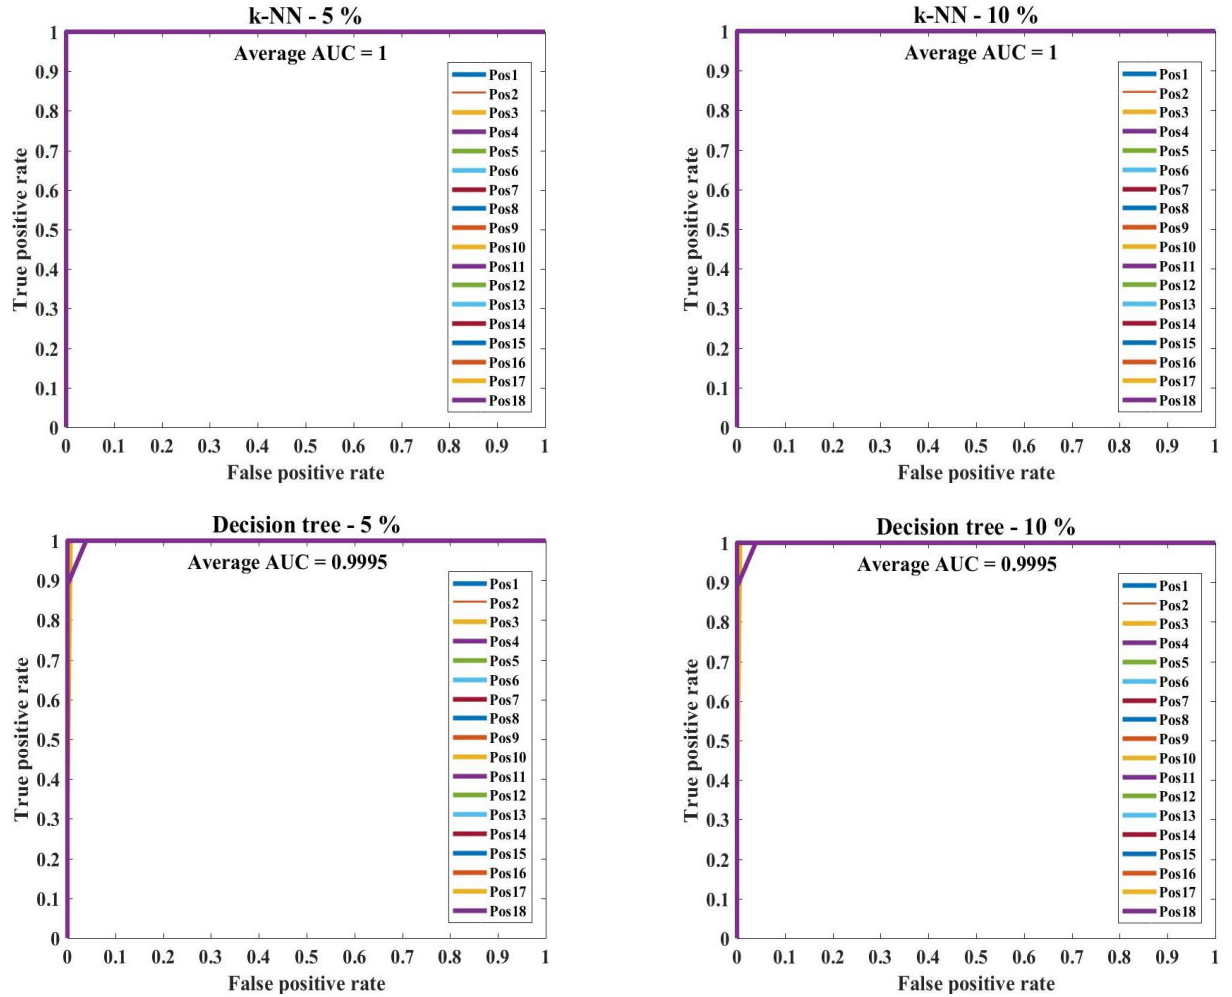 k-NN - 5 %
Average AUC = 1
True positive rate
1
0.9
0.8
0.7
0.6
0.5
0.4
0.3
0.2
0.1
0
Pos1
Pos2
Pos3
Pos4
Pos5
Pos6
Pos7
Pos8
Pos9
Pos10
Pos11
Pos12
Pos13
Pos14
Pos15
Pos16
Pos17
Pos18
0 0.1 0.2 0.3 0.4 0.5 0.6 0.7 0.8 0.9 1
False positive rate
k-NN - 10 %
Average AUC = 1
True positive rate
1
0.9
0.8
0.7
0.6
0.5
0.4
0.3
0.2
0.1
0
Pos1
Pos2
Pos3
Pos4
Pos5
Pos6
Pos7
Pos8
Pos9
Pos10
Pos11
Pos12
Pos13
Pos14
Pos15
Pos16
Pos17
Pos18
0 0.1 0.2 0.3 0.4 0.5 0.6 0.7 0.8 0.9 1
False positive rate
Decision tree - 5 %
Average AUC = 0.9995
True positive rate
1
0.9
0.8
0.7
0.6
0.5
0.4
0.3
0.2
0.1
0
Pos1
Pos2
Pos3
Pos4
Pos5
Pos6
Pos7
Pos8
Pos9
Pos10
Pos11
Pos12
Pos13
Pos14
Pos15
Pos16
Pos17
Pos18
0 0.1 0.2 0.3 0.4 0.5 0.6 0.7 0.8 0.9 1
False positive rate
Decision tree - 10 %
Average AUC = 0.9995
True positive rate
1
0.9
0.8
0.7
0.6
0.5
0.4
0.3
0.2
0.1
0
Pos1
Pos2
Pos3
Pos4
Pos5
Pos6
Pos7
Pos8
Pos9
Pos10
Pos11
Pos12
Pos13
Pos14
Pos15
Pos16
Pos17
Pos18
0 0.1 0.2 0.3 0.4 0.5 0.6 0.7 0.8 0.9 1
False positive rate